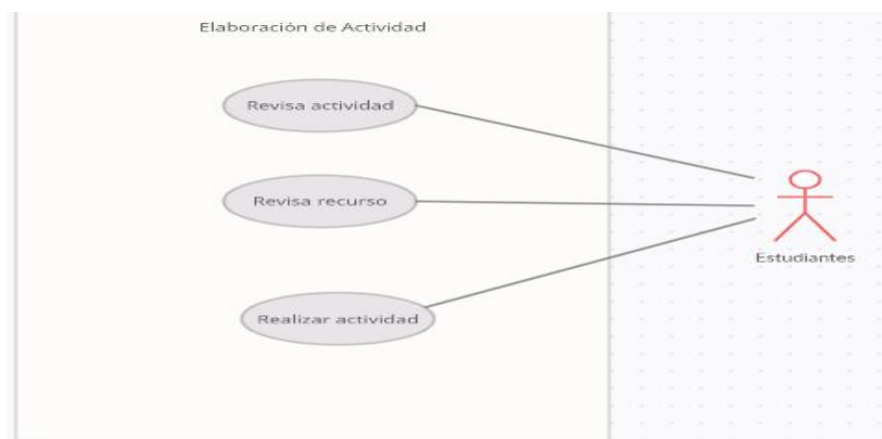 Elaboración de Actividad
Revisa actividad
Revisa recurso
Estudiantes
Realizar actividad